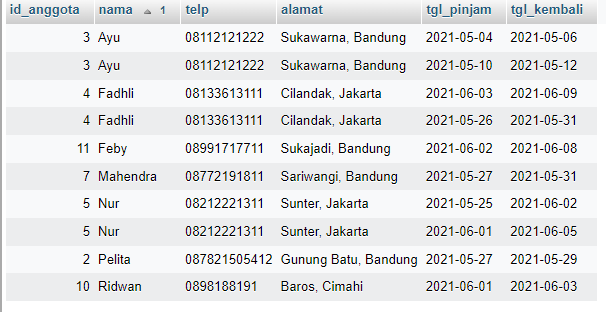 id_anggota nama 1 telp alamat tgl_pinjam tgl_kembali
3 Ayu 08112121222 Sukawarna, Bandung 2021-05-04 2021-05-06
3 Ayu 08112121222 Sukawarna, Bandung 2021-05-10 2021-05-12
4 Fadhli 08133613111 Cilandak, Jakarta 2021-06-03 2021-06-09
4 Fadhli 08133613111 Cilandak, Jakarta 2021-05-26 2021-05-31
11 Feby 08991717711 Sukajadi, Bandung 2021-06-02 2021-06-08
7 Mahendra 08772191811 Sariwangi, Bandung 2021-05-27 2021-05-31
5 Nur 08212221311 Sunter, Jakarta 2021-05-25 2021-06-02
5 Nur 08212221311 Sunter, Jakarta 2021-06-01 2021-06-05
2 Pelita 087821505412 Gunung Batu, Bandung 2021-05-27 2021-05-29
10 Ridwan 0898188191 Baros, Cimahi 2021-06-01 2021-06-03